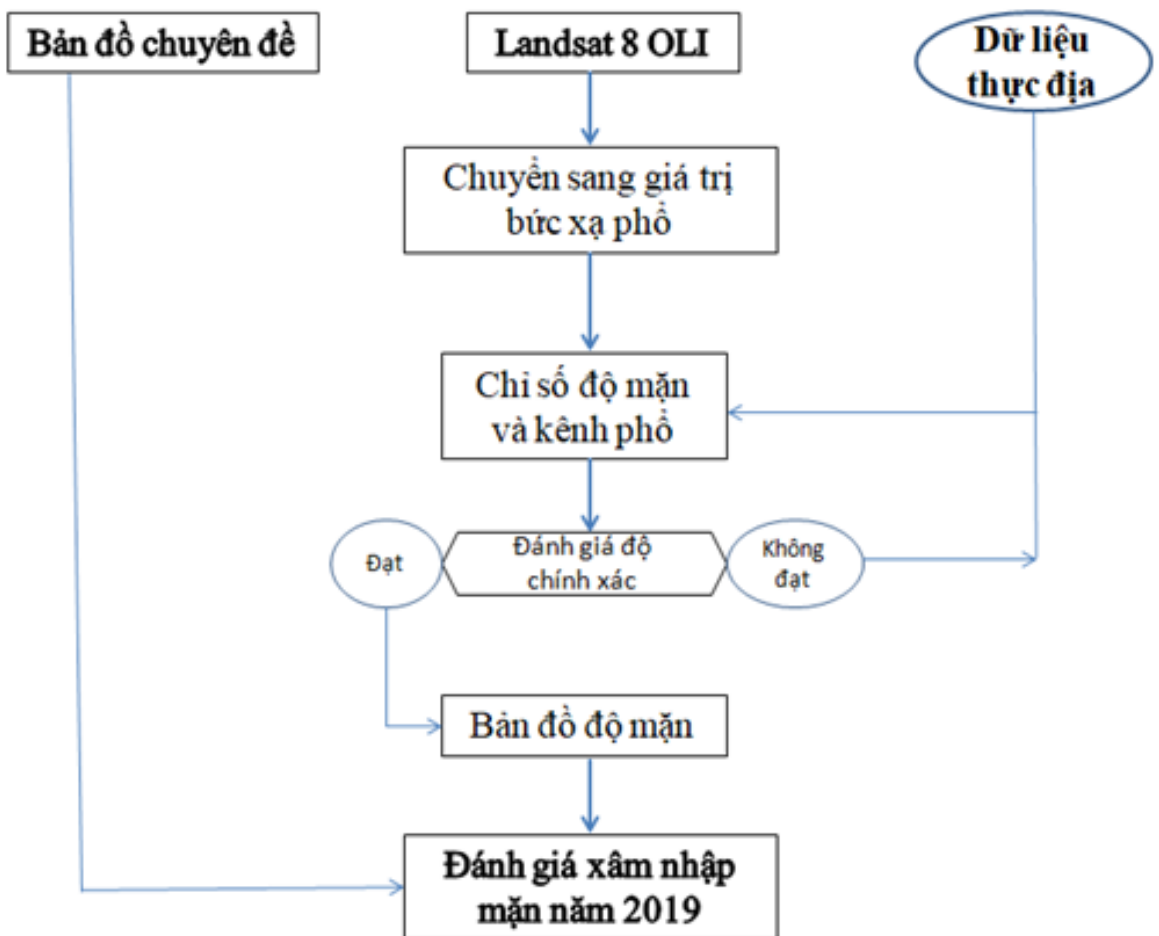 Bản đồ chuyên đề
Landsat 8 OLI
Dữ liệu
thực địa
Chuyển sang giá trị
bức xạ phổ
Chỉ số độ mặn
và kênh phổ
Đạt
Đánh giá độ
chính xác
Không
đạt
Bản đồ độ mặn
Đánh giá xâm nhập
mặn năm 2019